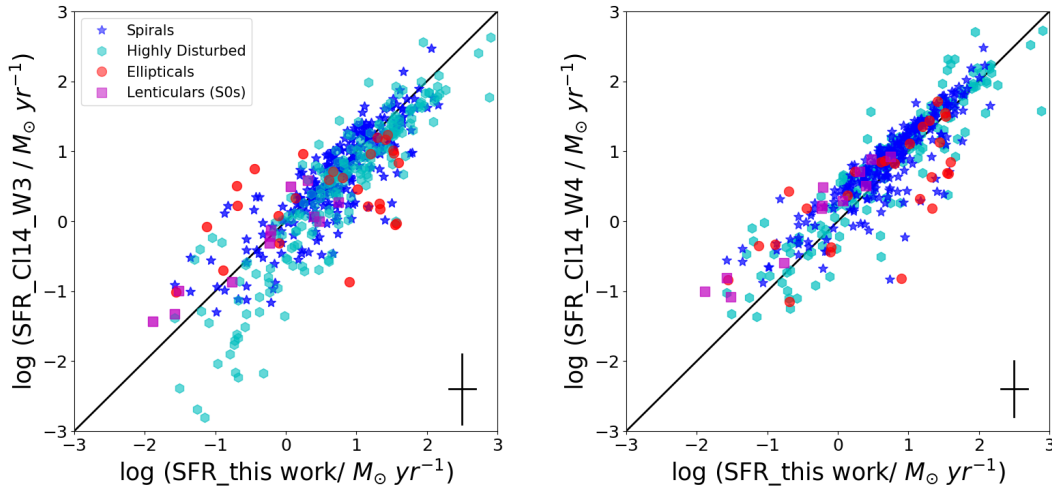 3
2
1
0
−1
−2
−3
log (SFR_Cl14_W3 / M⊙ yr⁻¹)
Spirals
Highly Disturbed
Ellipticals
Lenticulars (S0s)
−3 −2 −1 0 1 2 3
log (SFR_this work/ M⊙ yr⁻¹)
3
2
1
0
−1
−2
−3
log (SFR_Cl14_W4 / M⊙ yr⁻¹)
−3 −2 −1 0 1 2 3
log (SFR_this work/ M⊙ yr⁻¹)